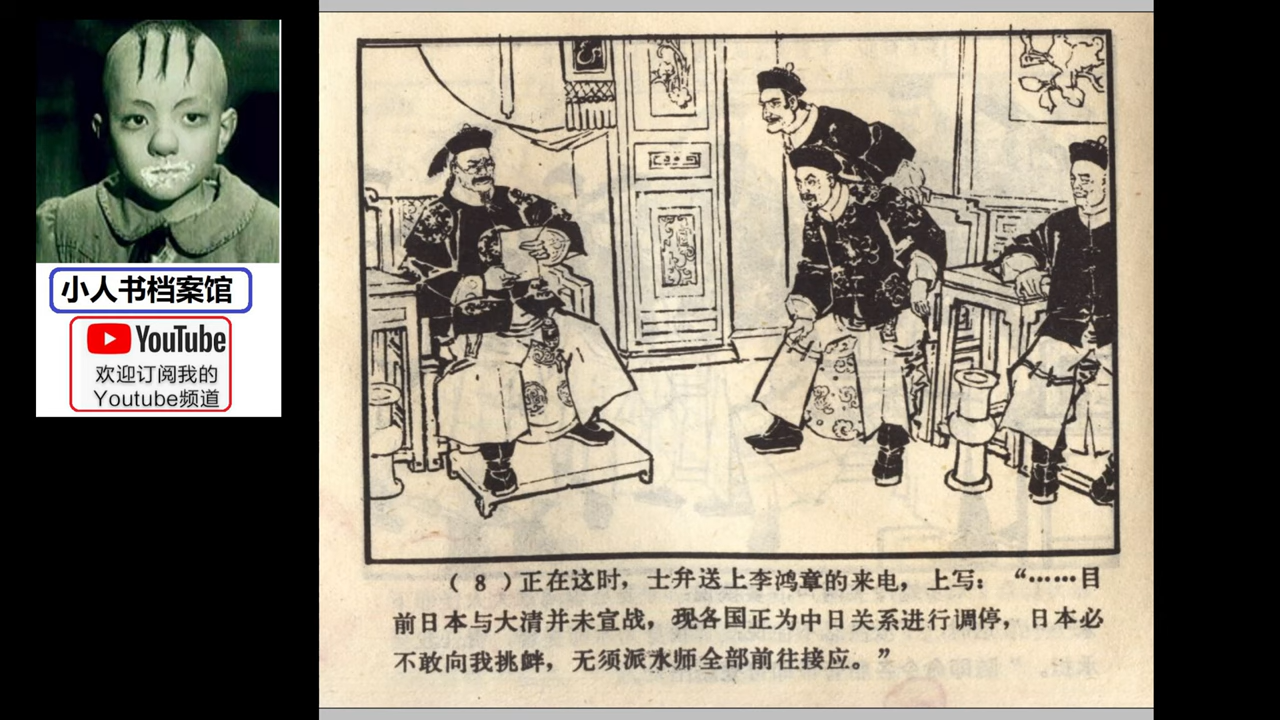 小人书档案馆
YouTube
欢迎订阅我的
Youtube频道
（8）正在这时，士弁送上李鸿章的来电，上写：“……目
前日本与大清并未宣战，现各国正为中日关系进行调停，日本必
不敢向我挑衅，无须派水师全部前往接应。”